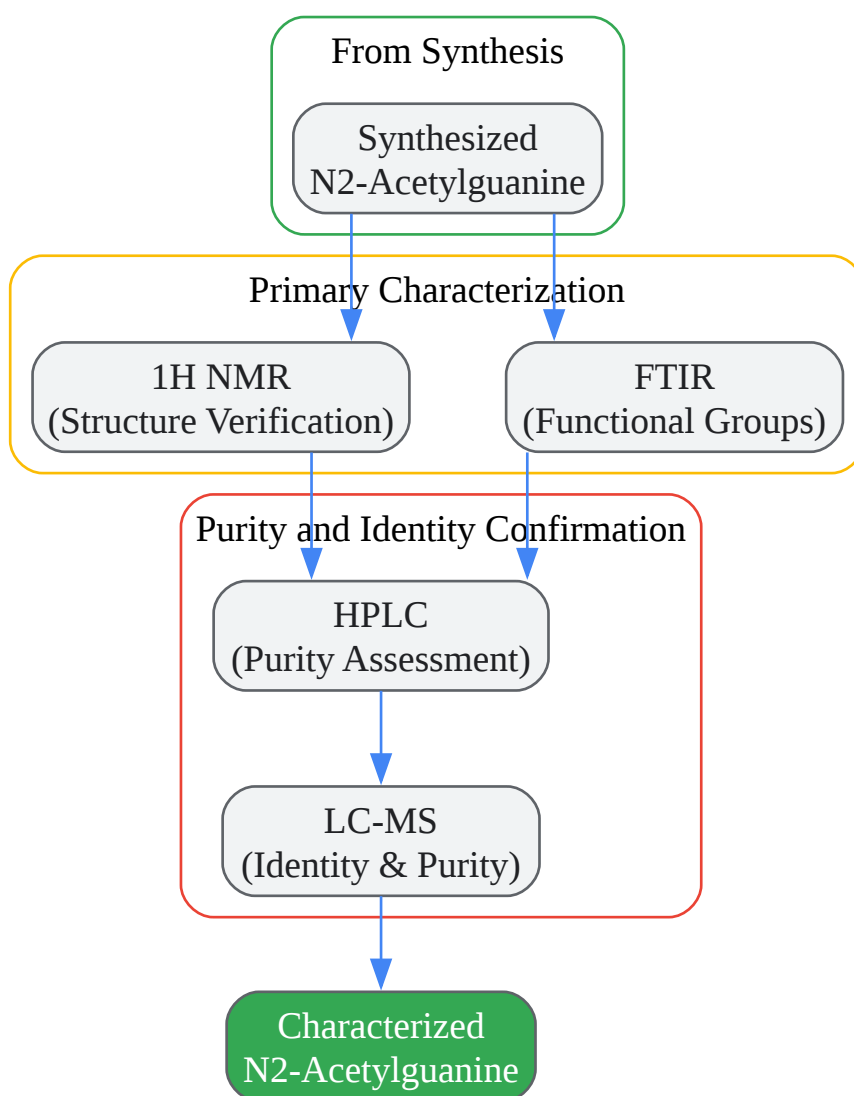 From Synthesis
Synthesized
N2-Acetylguanine
Primary Characterization
1H NMR
(Structure Verification)
FTIR
(Functional Groups)
Purity and Identity Confirmation
HPLC
(Purity Assessment)
LC-MS
(Identity & Purity)
Characterized
N2-Acetylguanine